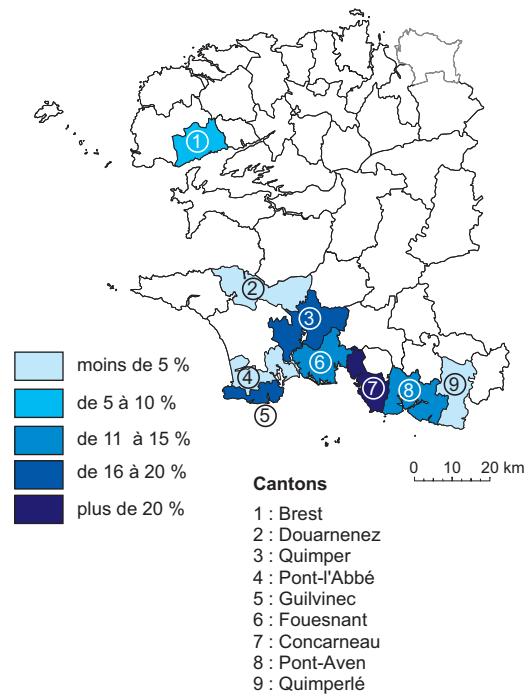 1
2
3
4
5
6
7
8
9
moins de 5 %
de 5 à 10 %
de 11 à 15 %
de 16 à 20 %
plus de 20 %
0 10 20 km
Cantons
1 : Brest
2 : Douarnenez
3 : Quimper
4 : Pont-l'Abbé
5 : Guilvinec
6 : Fouesnant
7 : Concarneau
8 : Pont-Aven
9 : Quimperlé